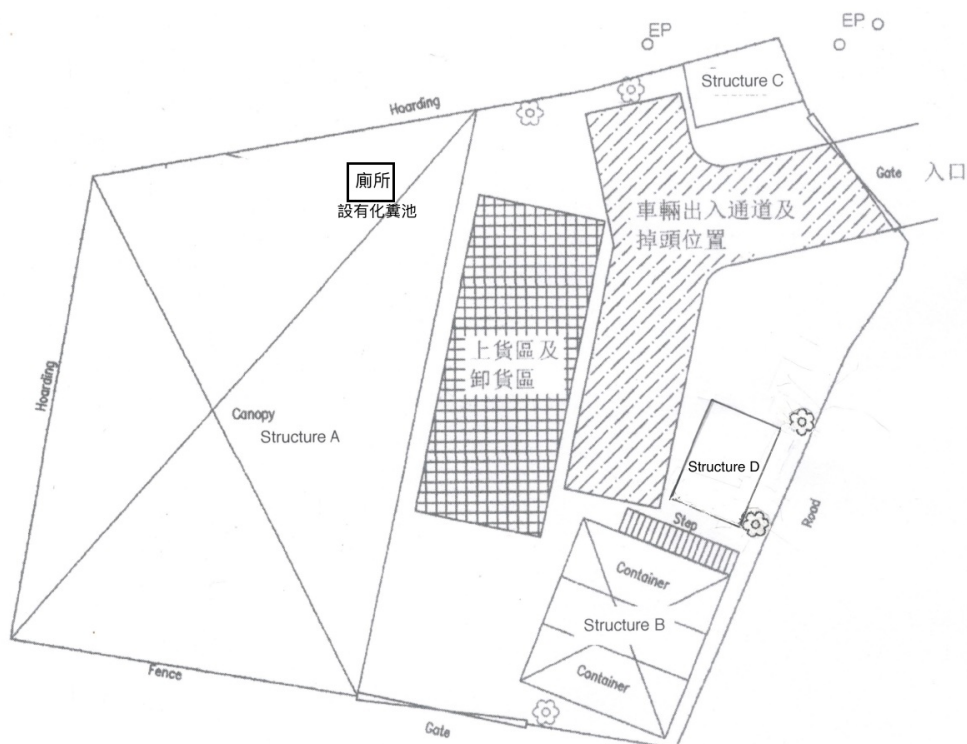 EP
EP
Structure C
Hoarding
Gate
入口
廁所
設有化糞池
車輛出入通道及
掉頭位置
上貨區及
卸貨區
Hoarding
Canopy
Structure A
Structure D
Road
Step
Container
Structure B
Container
Fence
Gate